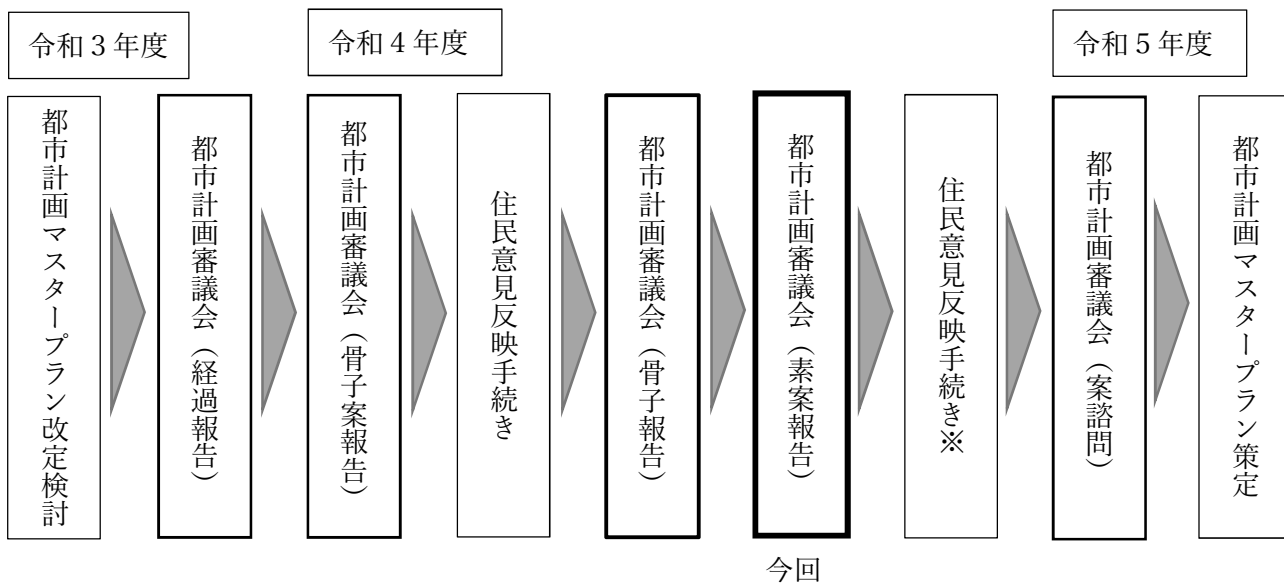 令和３年度
令和４年度
令和５年度
都市計画マスタープラン改定検討
都市計画審議会（経過報告）
都市計画審議会（骨子案報告）
住民意見反映手続き
都市計画審議会（骨子報告）
都市計画審議会（素案報告）
住民意見反映手続き※
都市計画審議会（案諮問）
都市計画マスタープラン策定
今回